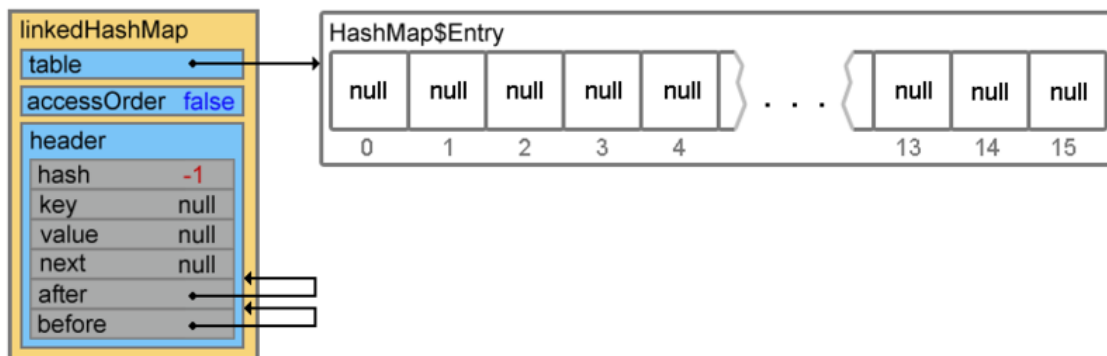 linkedHashMap
table
accessOrder false
header
hash -1
key null
value null
next null
after
before
HashMap$Entry
null null null null null . . . null null null
0 1 2 3 4 13 14 15